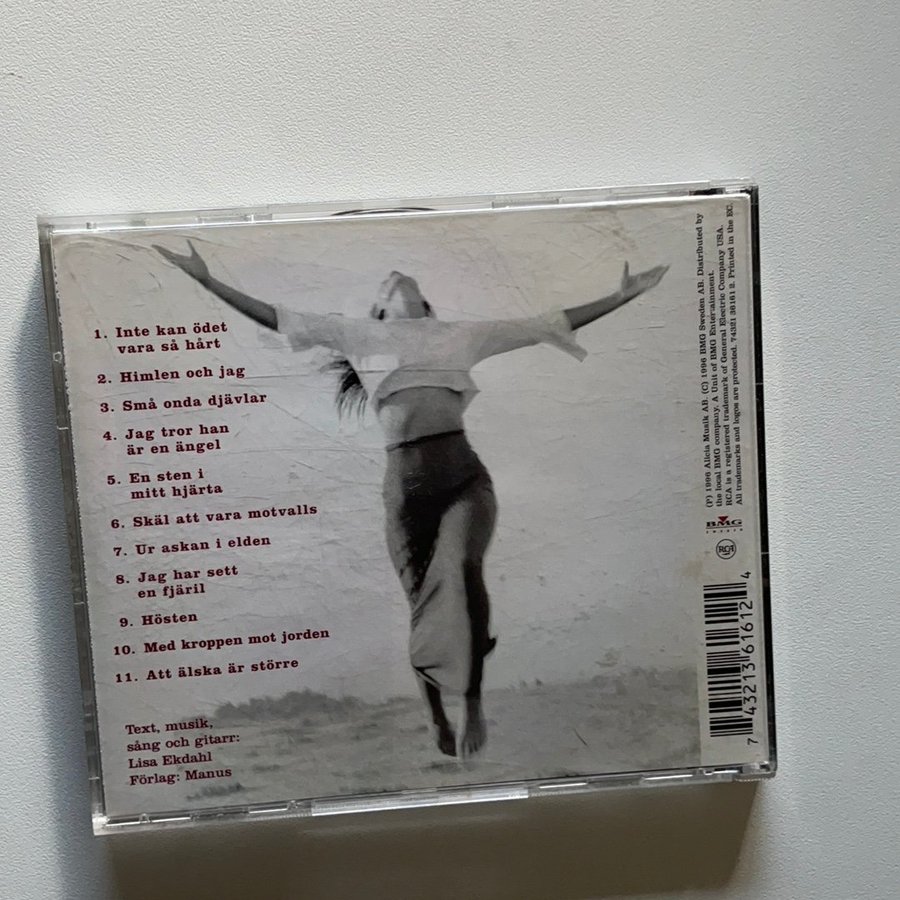 1. Inte kan ödet
vara så hårt
2. Himlen och jag
3. Små onda djävlar
4. Jag tror han
är en ängel
5. En sten i
mitt hjärta
6. Skäl att vara motvalls
7. Ur askan i elden
8. Jag har sett
en fjäril
9. Hösten
10. Med kroppen mot jorden
11. Att älska är större
Text, musik,
sång och gitarr:
Lisa Ekdahl
Förlag: Manus
(P) 1996 Alicia Musik AB. (C) 1996 BMG Sweden AB. Distributed by
the local BMG company. A Unit of BMG Entertainment.
RCA is a registered trademark of General Electric Company USA.
All trademarks and logos are protected. 74321 36161 2. Printed in the EC.
BMG
RCA
7 43213 61612 4